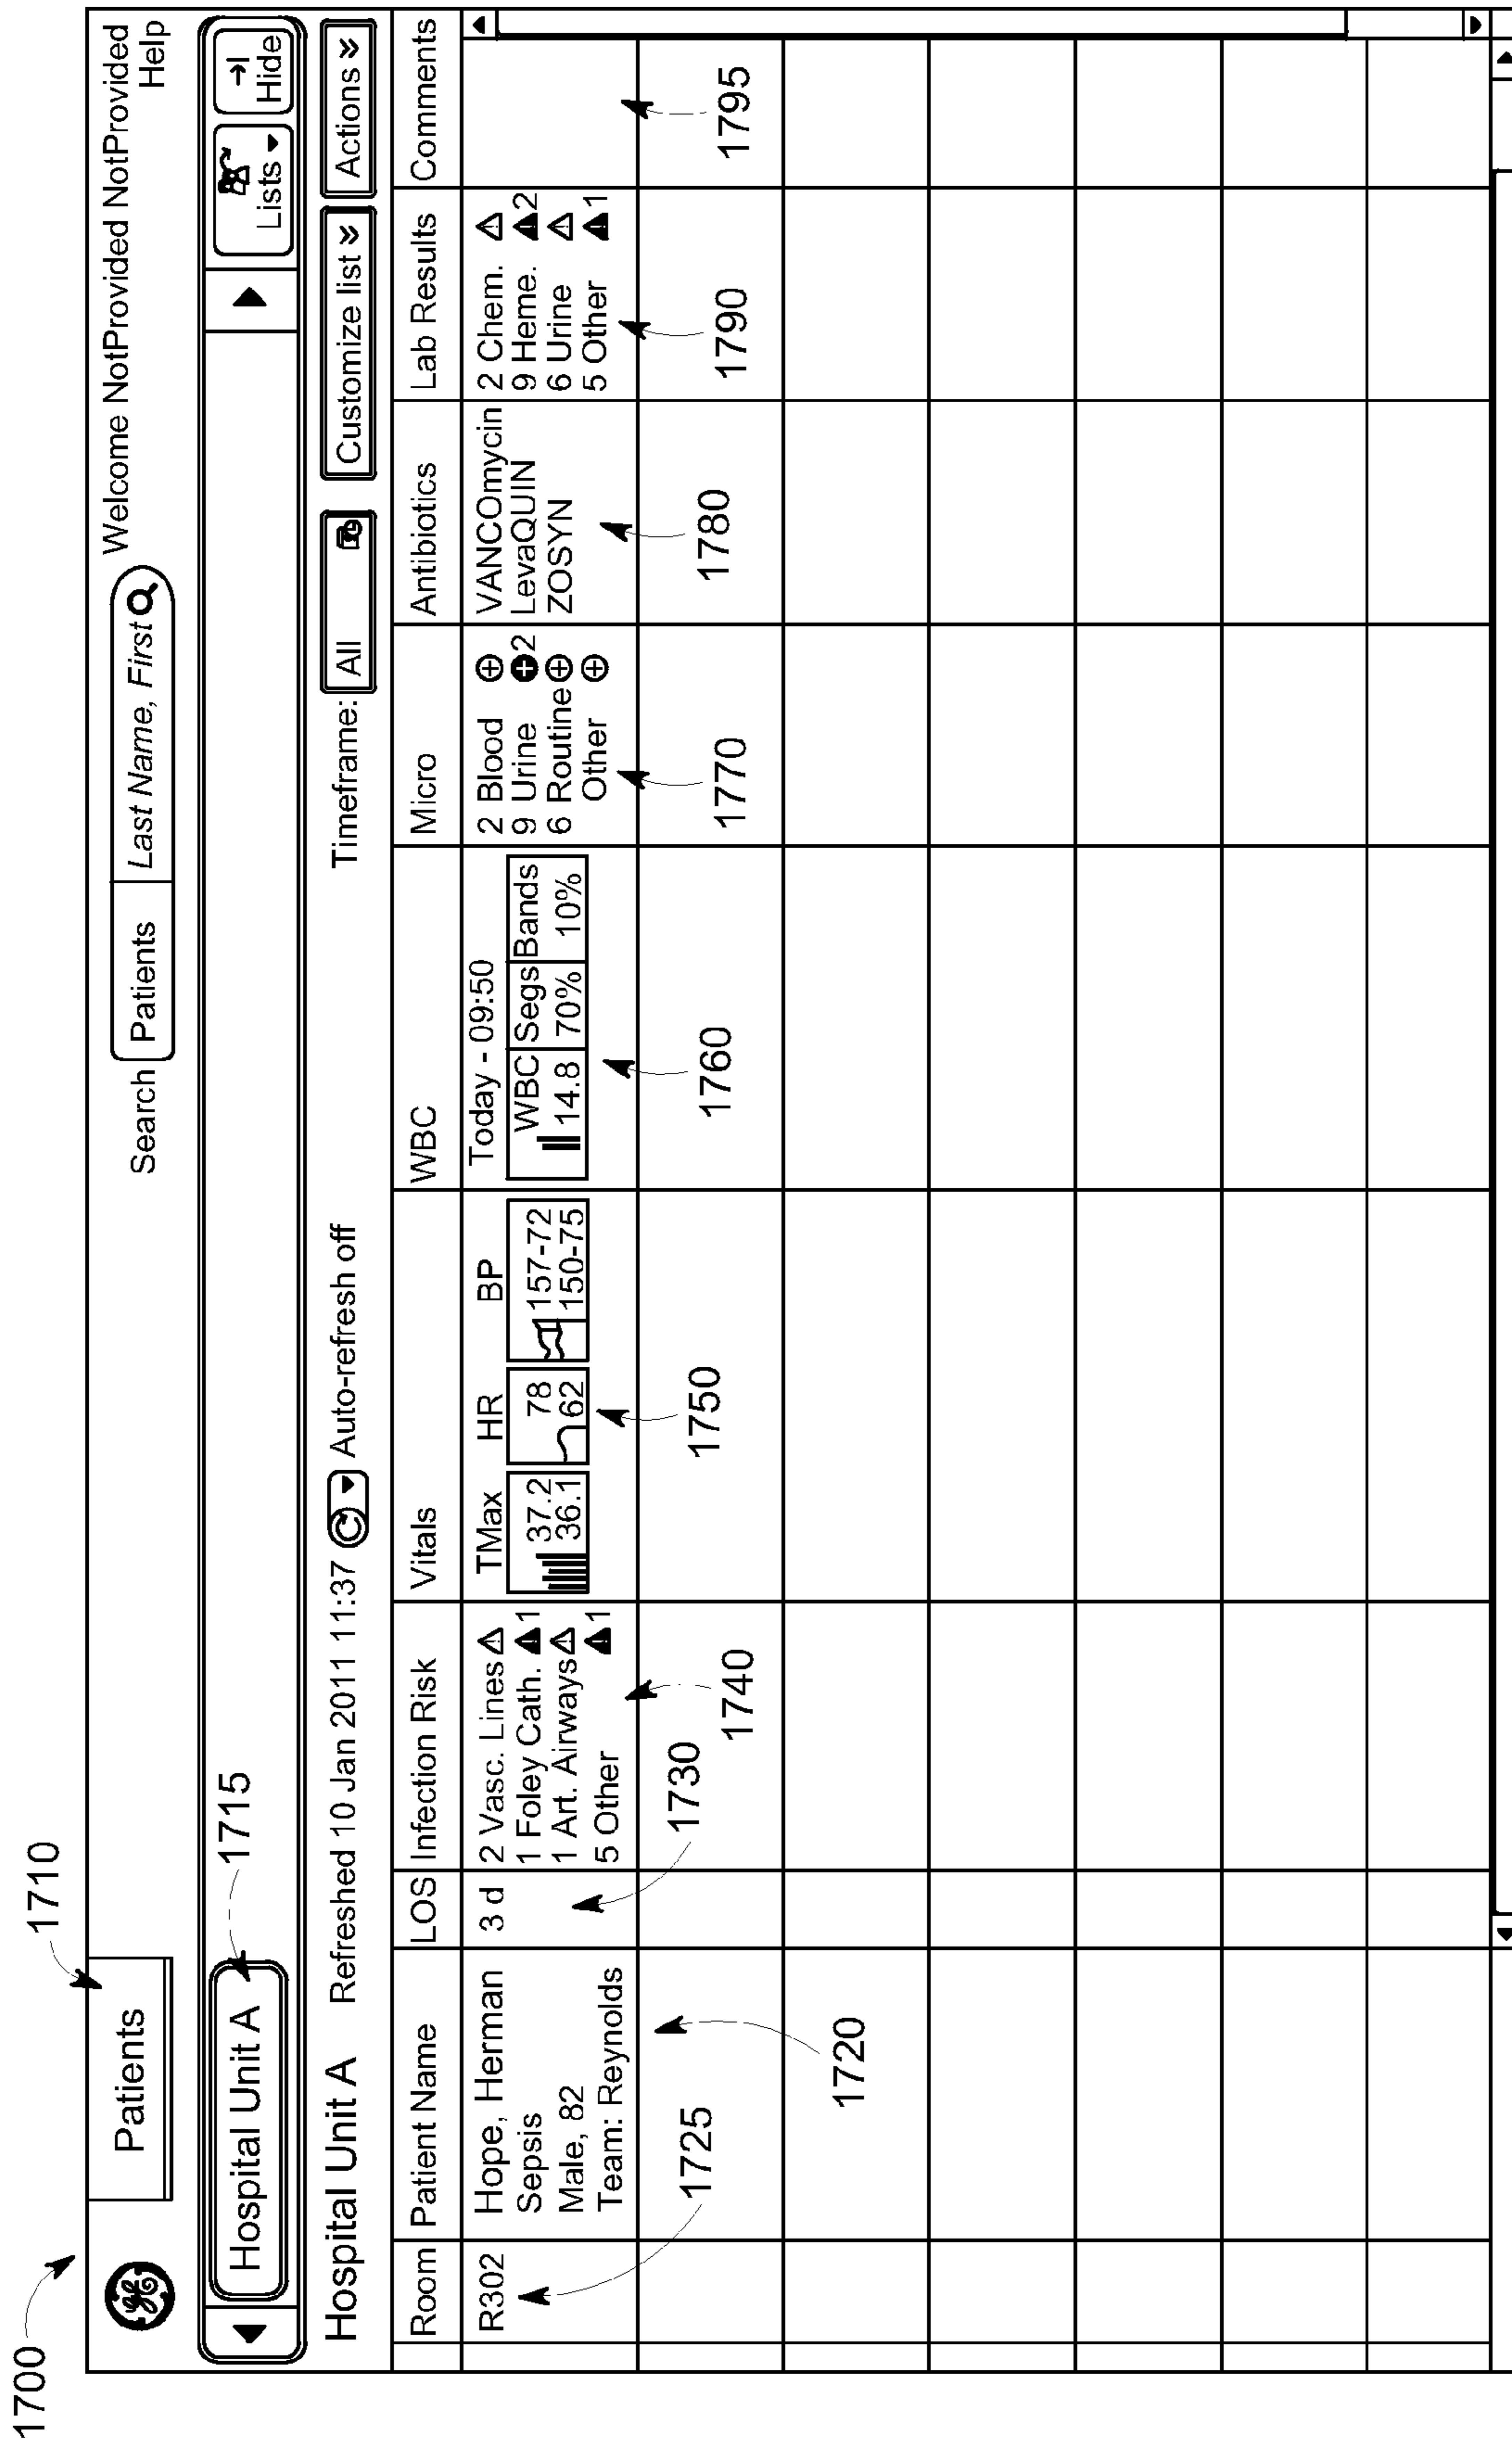 1700
1710
Patients
Search Patients Last Name, First
Welcome NotProvided NotProvided
Help
Hospital Unit A
1715
Lists
Hide
Hospital Unit A Refreshed 10 Jan 2011 11:37 Auto-refresh off Timeframe: All Customize list Actions
Room Patient Name LOS Infection Risk Vitals WBC Micro Antibiotics Lab Results Comments
R302
Hope, Herman
Sepsis
Male, 82
Team: Reynolds
3 d
2 Vasc. Lines
1 Foley Cath. 1
1 Art. Airways
5 Other 1
TMax HR BP
37.2 78 157-72
36.1 62 150-75
Today - 09:50
WBC Segs Bands
14.8 70% 10%
2 Blood
9 Urine 2
6 Routine
Other
VANCOmycin
LevaQUIN
ZOSYN
2 Chem.
9 Heme. 2
6 Urine
5 Other 1
1725
1720
1730
1740
1750
1760
1770
1780
1790
1795